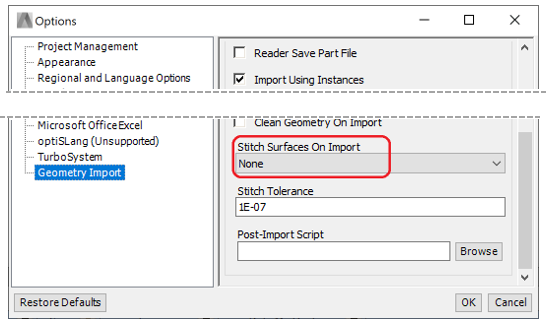 Options
Project Management
Appearance
Regional and Language Options
Microsoft OfficeExcel
optiSLang (Unsupported)
TurboSystem
Geometry Import
Reader Save Part File
Import Using Instances
Clean Geometry On Import
Stitch Surfaces On Import
None
Stitch Tolerance
1E-07
Post-Import Script
Browse
Restore Defaults
OK
Cancel